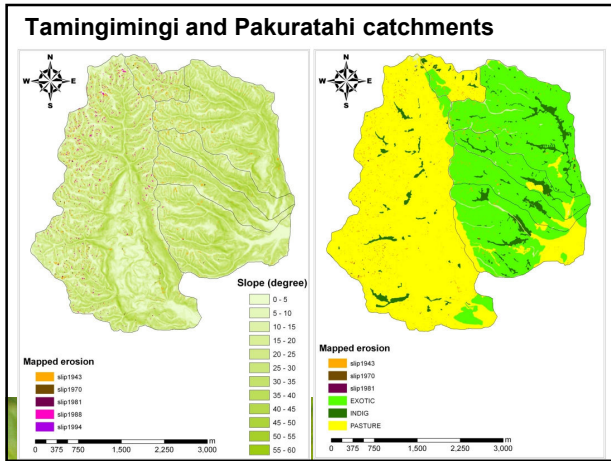 Tamingimingi and Pakuratahi catchments
N
W E
S
Slope (degree)
0 - 5
5 - 10
10 - 15
15 - 20
20 - 25
25 - 30
30 - 35
35 - 40
40 - 45
45 - 50
50 - 55
55 - 60
Mapped erosion
slip1943
slip1970
slip1981
slip1988
slip1994
m
0 375 750 1,500 2,250 3,000
N
W E
S
Mapped erosion
slip1943
slip1970
slip1981
EXOTIC
INDIG
PASTURE
m
0 375 750 1,500 2,250 3,000